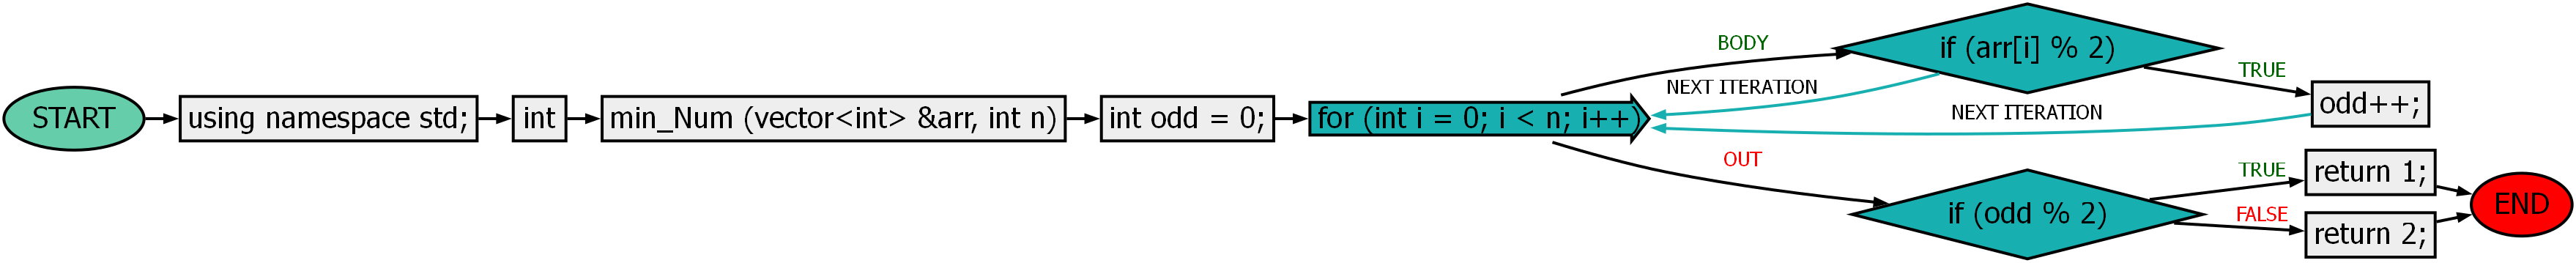 START
using namespace std;
int
min_Num (vector<int> &arr, int n)
int odd = 0;
for (int i = 0; i < n; i++)
BODY
if (arr[i] % 2)
NEXT ITERATION
TRUE
odd++;
NEXT ITERATION
OUT
if (odd % 2)
TRUE
return 1;
FALSE
return 2;
END